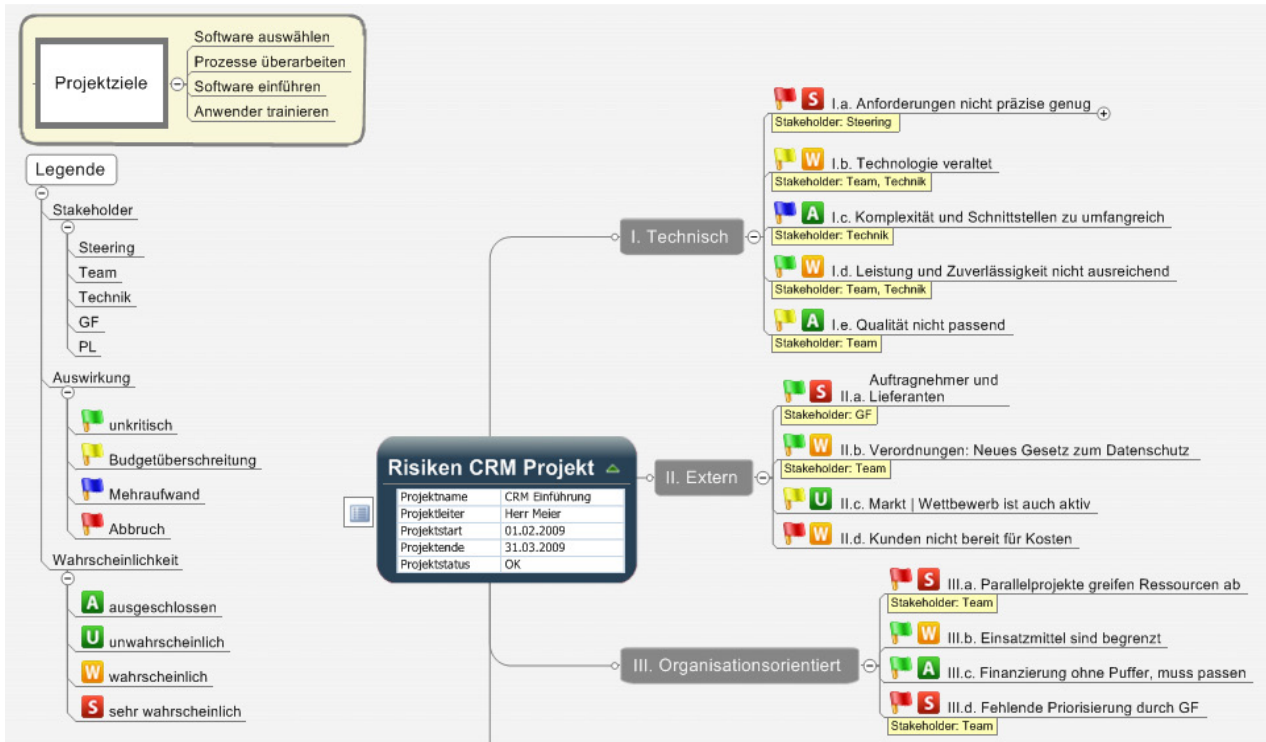 Projektziele
Software auswählen
Prozesse überarbeiten
Software einführen
Anwender trainieren
Legende
Stakeholder
Steering
Team
Technik
GF
PL
Auswirkung
unkritisch
Budgetüberschreitung
Mehraufwand
Abbruch
Wahrscheinlichkeit
A ausgeschlossen
U unwahrscheinlich
W wahrscheinlich
S sehr wahrscheinlich
Risiken CRM Projekt
Projektname CRM Einführung
Projektleiter Herr Meier
Projektstart 01.02.2009
Projektende 31.03.2009
Projektstatus OK
I. Technisch
S I.a. Anforderungen nicht präzise genug
Stakeholder: Steering
W I.b. Technologie veraltet
Stakeholder: Team, Technik
A I.c. Komplexität und Schnittstellen zu umfangreich
Stakeholder: Technik
W I.d. Leistung und Zuverlässigkeit nicht ausreichend
Stakeholder: Team, Technik
A I.e. Qualität nicht passend
Stakeholder: Team
II. Extern
Auftragnehmer und
S II.a. Lieferanten
Stakeholder: GF
W II.b. Verordnungen: Neues Gesetz zum Datenschutz
Stakeholder: Team
U II.c. Markt | Wettbewerb ist auch aktiv
W II.d. Kunden nicht bereit für Kosten
III. Organisationsorientiert
S III.a. Parallelprojekte greifen Ressourcen ab
Stakeholder: Team
W III.b. Einsatzmittel sind begrenzt
A III.c. Finanzierung ohne Puffer, muss passen
S III.d. Fehlende Priorisierung durch GF
Stakeholder: Team